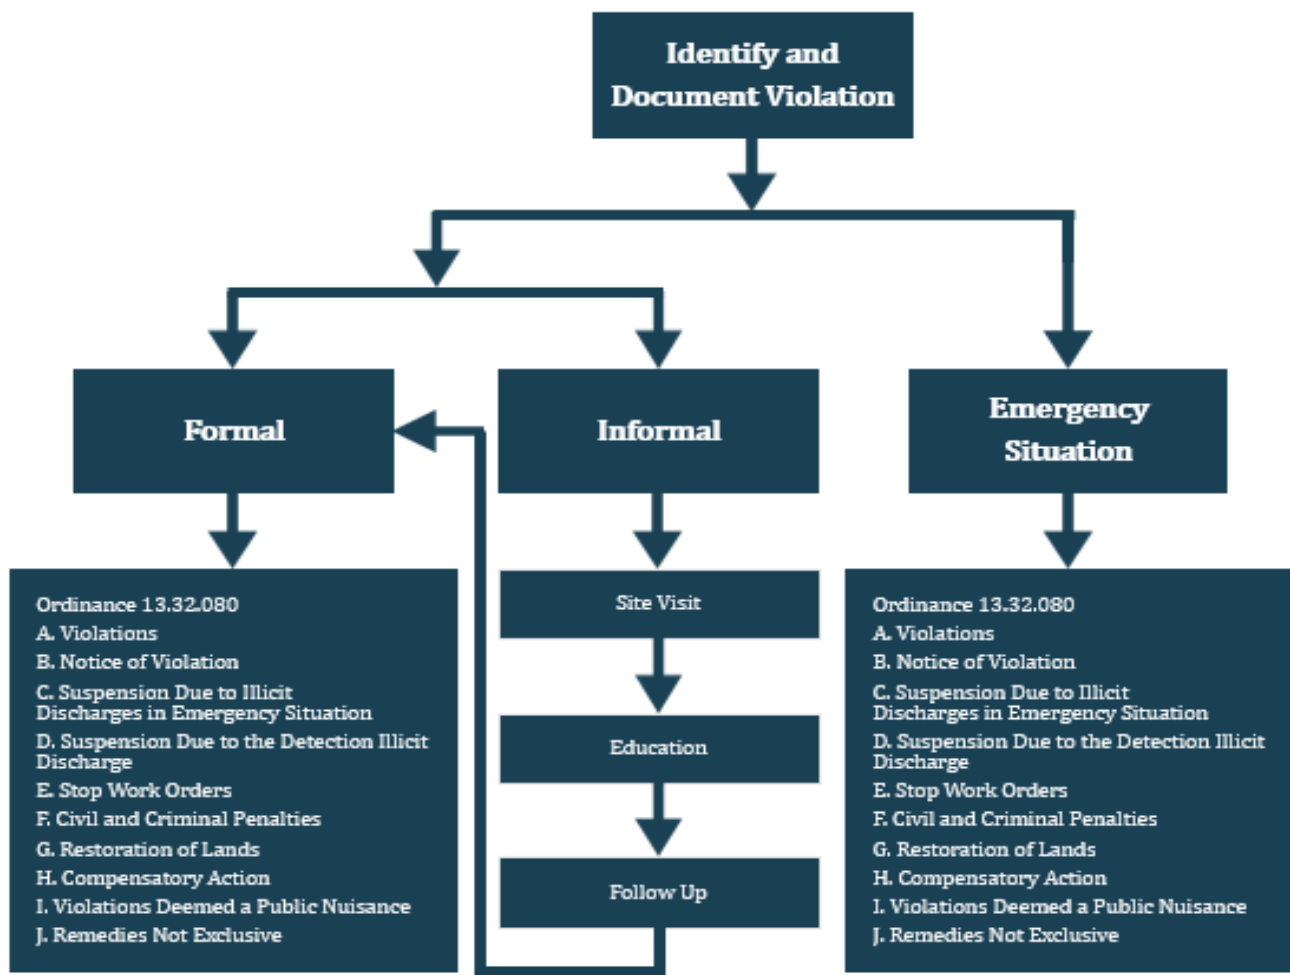 Identify and
Document Violation
Formal
Informal
Emergency
Situation
Ordinance 13.32.080
A. Violations
B. Notice of Violation
C. Suspension Due to Illicit
Discharges in Emergency Situation
D. Suspension Due to the Detection Illicit
Discharge
E. Stop Work Orders
F. Civil and Criminal Penalties
G. Restoration of Lands
H. Compensatory Action
I. Violations Deemed a Public Nuisance
J. Remedies Not Exclusive
Site Visit
Education
Follow Up
Ordinance 13.32.080
A. Violations
B. Notice of Violation
C. Suspension Due to Illicit
Discharges in Emergency Situation
D. Suspension Due to the Detection Illicit
Discharge
E. Stop Work Orders
F. Civil and Criminal Penalties
G. Restoration of Lands
H. Compensatory Action
I. Violations Deemed a Public Nuisance
J. Remedies Not Exclusive